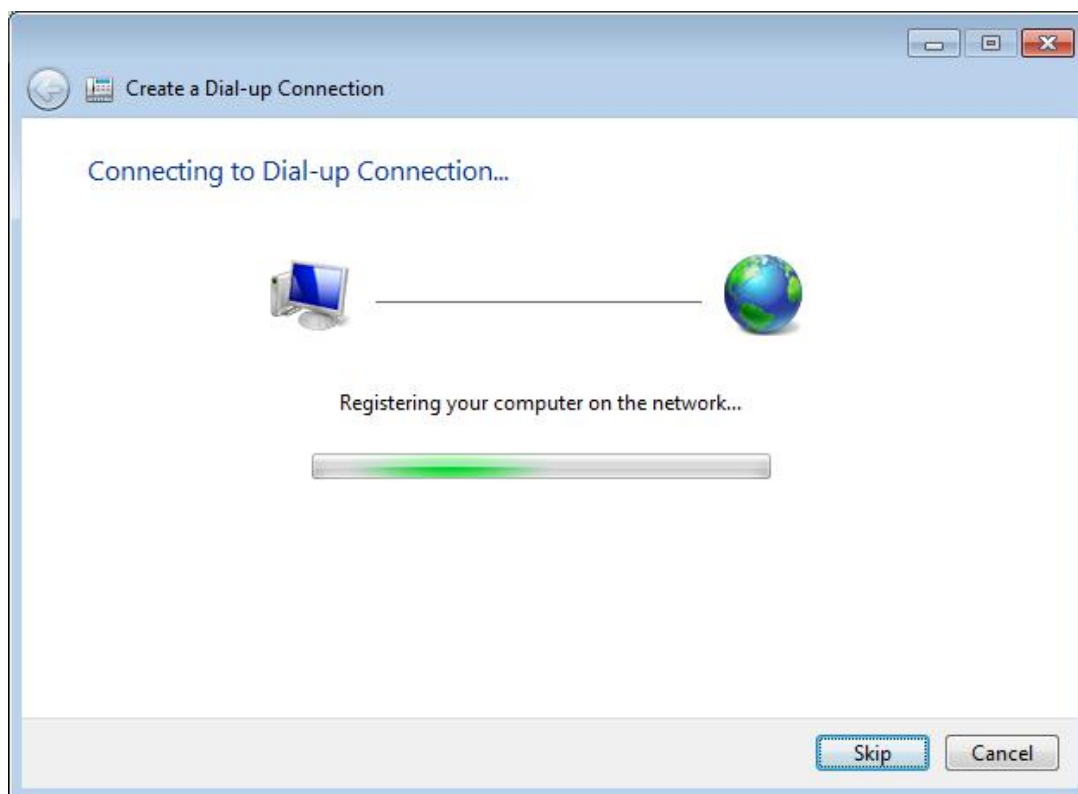 Create a Dial-up Connection
Connecting to Dial-up Connection...
Registering your computer on the network...
Skip Cancel